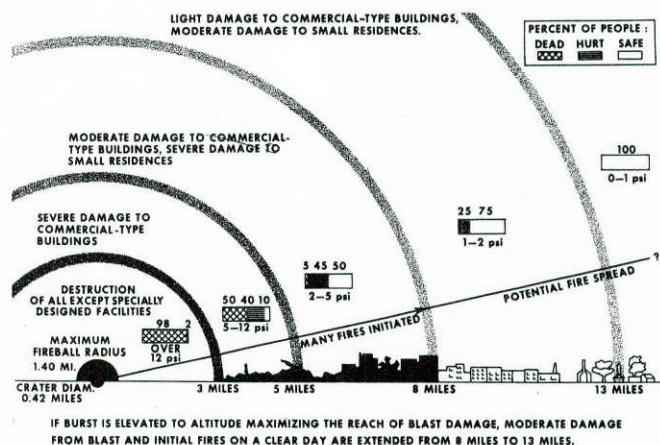 LIGHT DAMAGE TO COMMERCIAL-TYPE BUILDINGS,
MODERATE DAMAGE TO SMALL RESIDENCES.
PERCENT OF PEOPLE :
DEAD HURT SAFE
MODERATE DAMAGE TO COMMERCIAL-
TYPE BUILDINGS, SEVERE DAMAGE TO
SMALL RESIDENCES
100
0-1 psi
SEVERE DAMAGE TO
COMMERCIAL-TYPE
BUILDINGS
25 75
1-2 psi
5 45 50
2-5 psi
DESTRUCTION
OF ALL EXCEPT SPECIALLY
DESIGNED FACILITIES
50 40 10
5-12 psi
98 2
OVER
12 psi
MANY FIRES INITIATED
POTENTIAL FIRE SPREAD
?
MAXIMUM
FIREBALL RADIUS
1.40 MI.
CRATER DIAM.
0.42 MILES
3 MILES 5 MILES 8 MILES 13 MILES
IF BURST IS ELEVATED TO ALTITUDE MAXIMIZING THE REACH OF BLAST DAMAGE, MODERATE DAMAGE
FROM BLAST AND INITIAL FIRES ON A CLEAR DAY ARE EXTENDED FROM 8 MILES TO 13 MILES.